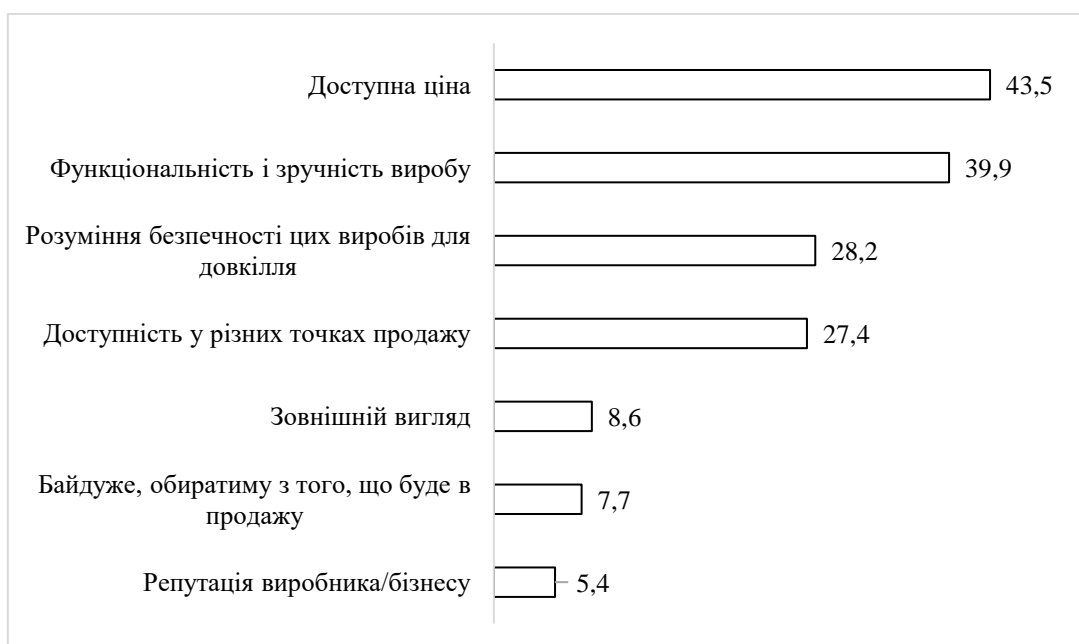 Доступна ціна
43,5
Функціональність і зручність виробу
39,9
Розуміння безпечності цих виробів для
довкілля
28,2
Доступність у різних точках продажу
27,4
Зовнішній вигляд
8,6
Байдуже, обиратиму з того, що буде в
продажу
7,7
Репутація виробника/бізнесу
5,4